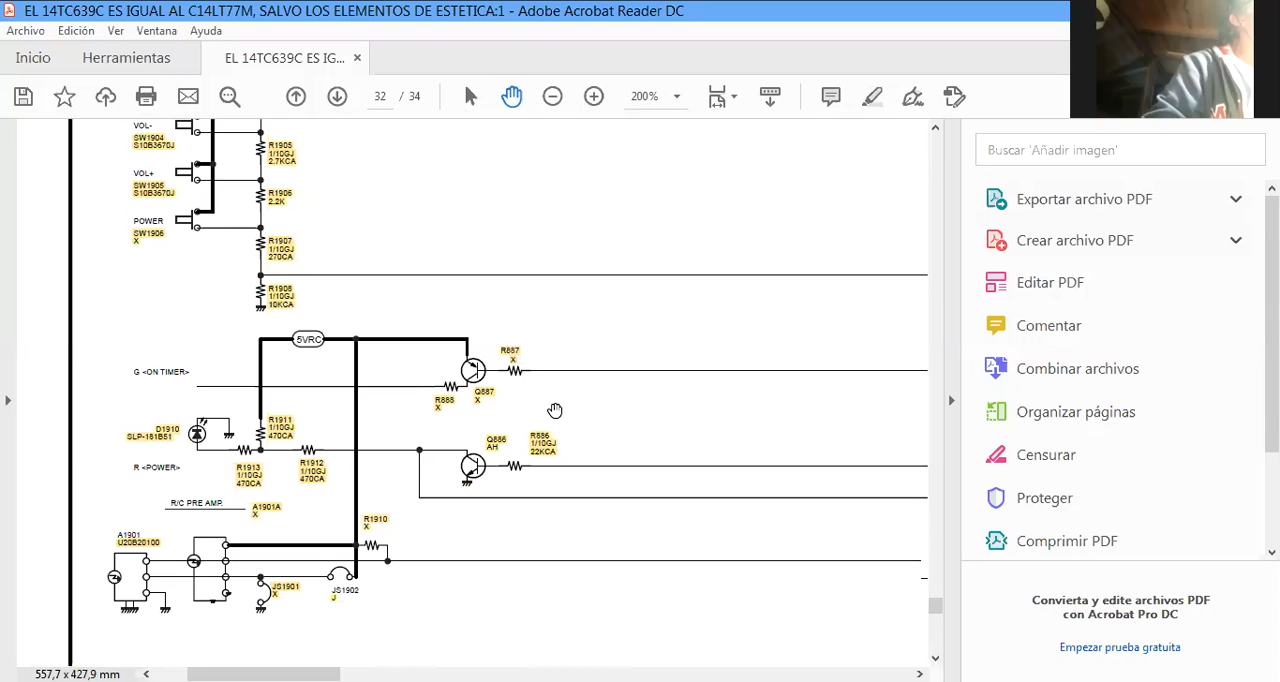 EL 14TC639C ES IGUAL AL C14LT77M, SALVO LOS ELEMENTOS DE ESTETICA:1 - Adobe Acrobat Reader DC
Archivo Edición Ver Ventana Ayuda
Inicio Herramientas EL 14TC639C ES IG... ×
32 / 34 200%
VOL-
SW1904
S10B3670J
R1905
1/10GJ
2.7KCA
VOL+
SW1905
S10B3670J
R1906
2.2K
POWER
SW1906
X
R1907
1/10GJ
270CA
R1908
1/10GJ
10KCA
5VRC
R887
X
G <ON TIMER>
R888
X
Q887
X
D1910
SLP-181B51
R1911
1/10GJ
470CA
Q886
AH
R886
1/10GJ
22KCA
R <POWER>
R1913
1/10GJ
470CA
R1912
1/10GJ
470CA
R/C PRE AMP.
A1901A
X
R1910
X
A1901
U20B20100
JS1901
X
JS1902
J
557,7 x 427,9 mm
Buscar 'Añadir imagen'
Exportar archivo PDF
Crear archivo PDF
Editar PDF
Comentar
Combinar archivos
Organizar páginas
Censurar
Proteger
Comprimir PDF
Convierta y edite archivos PDF
con Acrobat Pro DC
Empezar prueba gratuita